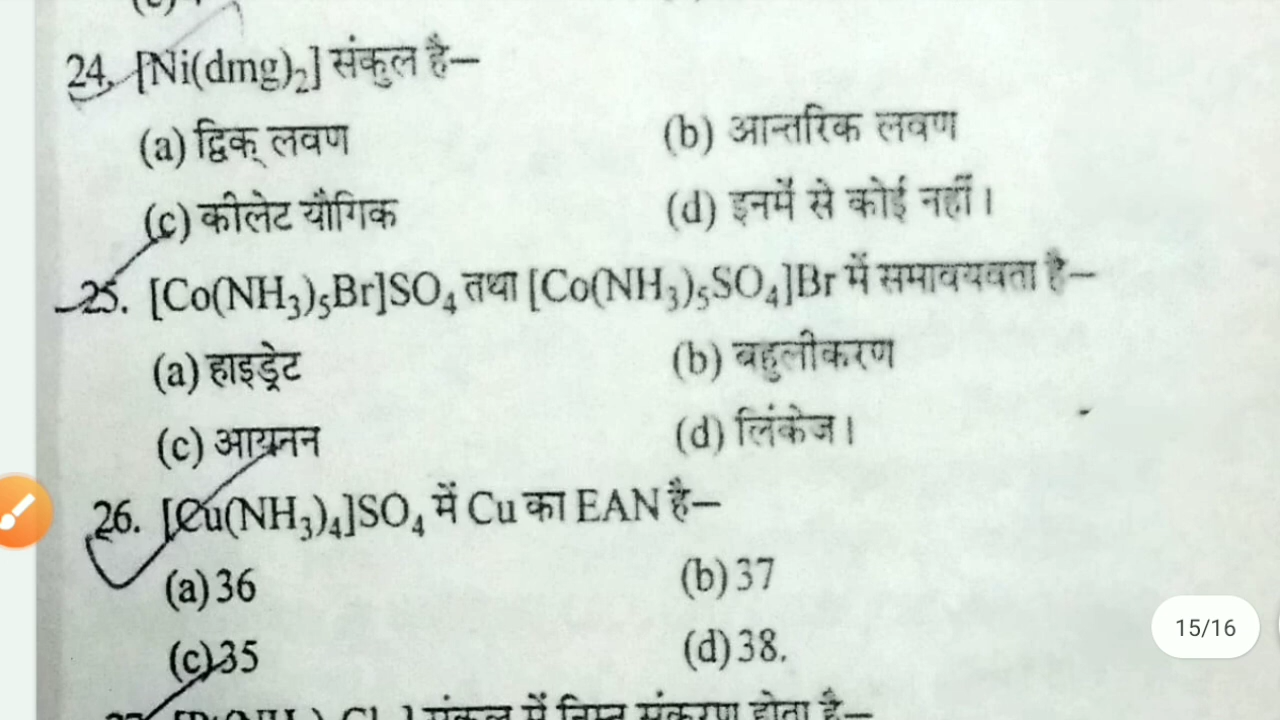 24. [Ni(dmg)₂] संकुल है—
(a) द्विक् लवण (b) आन्तरिक लवण
(c) कीलेट यौगिक (d) इनमें से कोई नहीं।
25. [Co(NH₃)₅Br]SO₄ तथा [Co(NH₃)₅SO₄]Br में समावयवता है—
(a) हाइड्रेट (b) बहुलीकरण
(c) आयनन (d) लिंकेज।
26. [Cu(NH₃)₄]SO₄ में Cu का EAN है—
(a) 36 (b) 37
(c) 35 (d) 38.
15/16
संकुल में निम्न संकरण होता है—